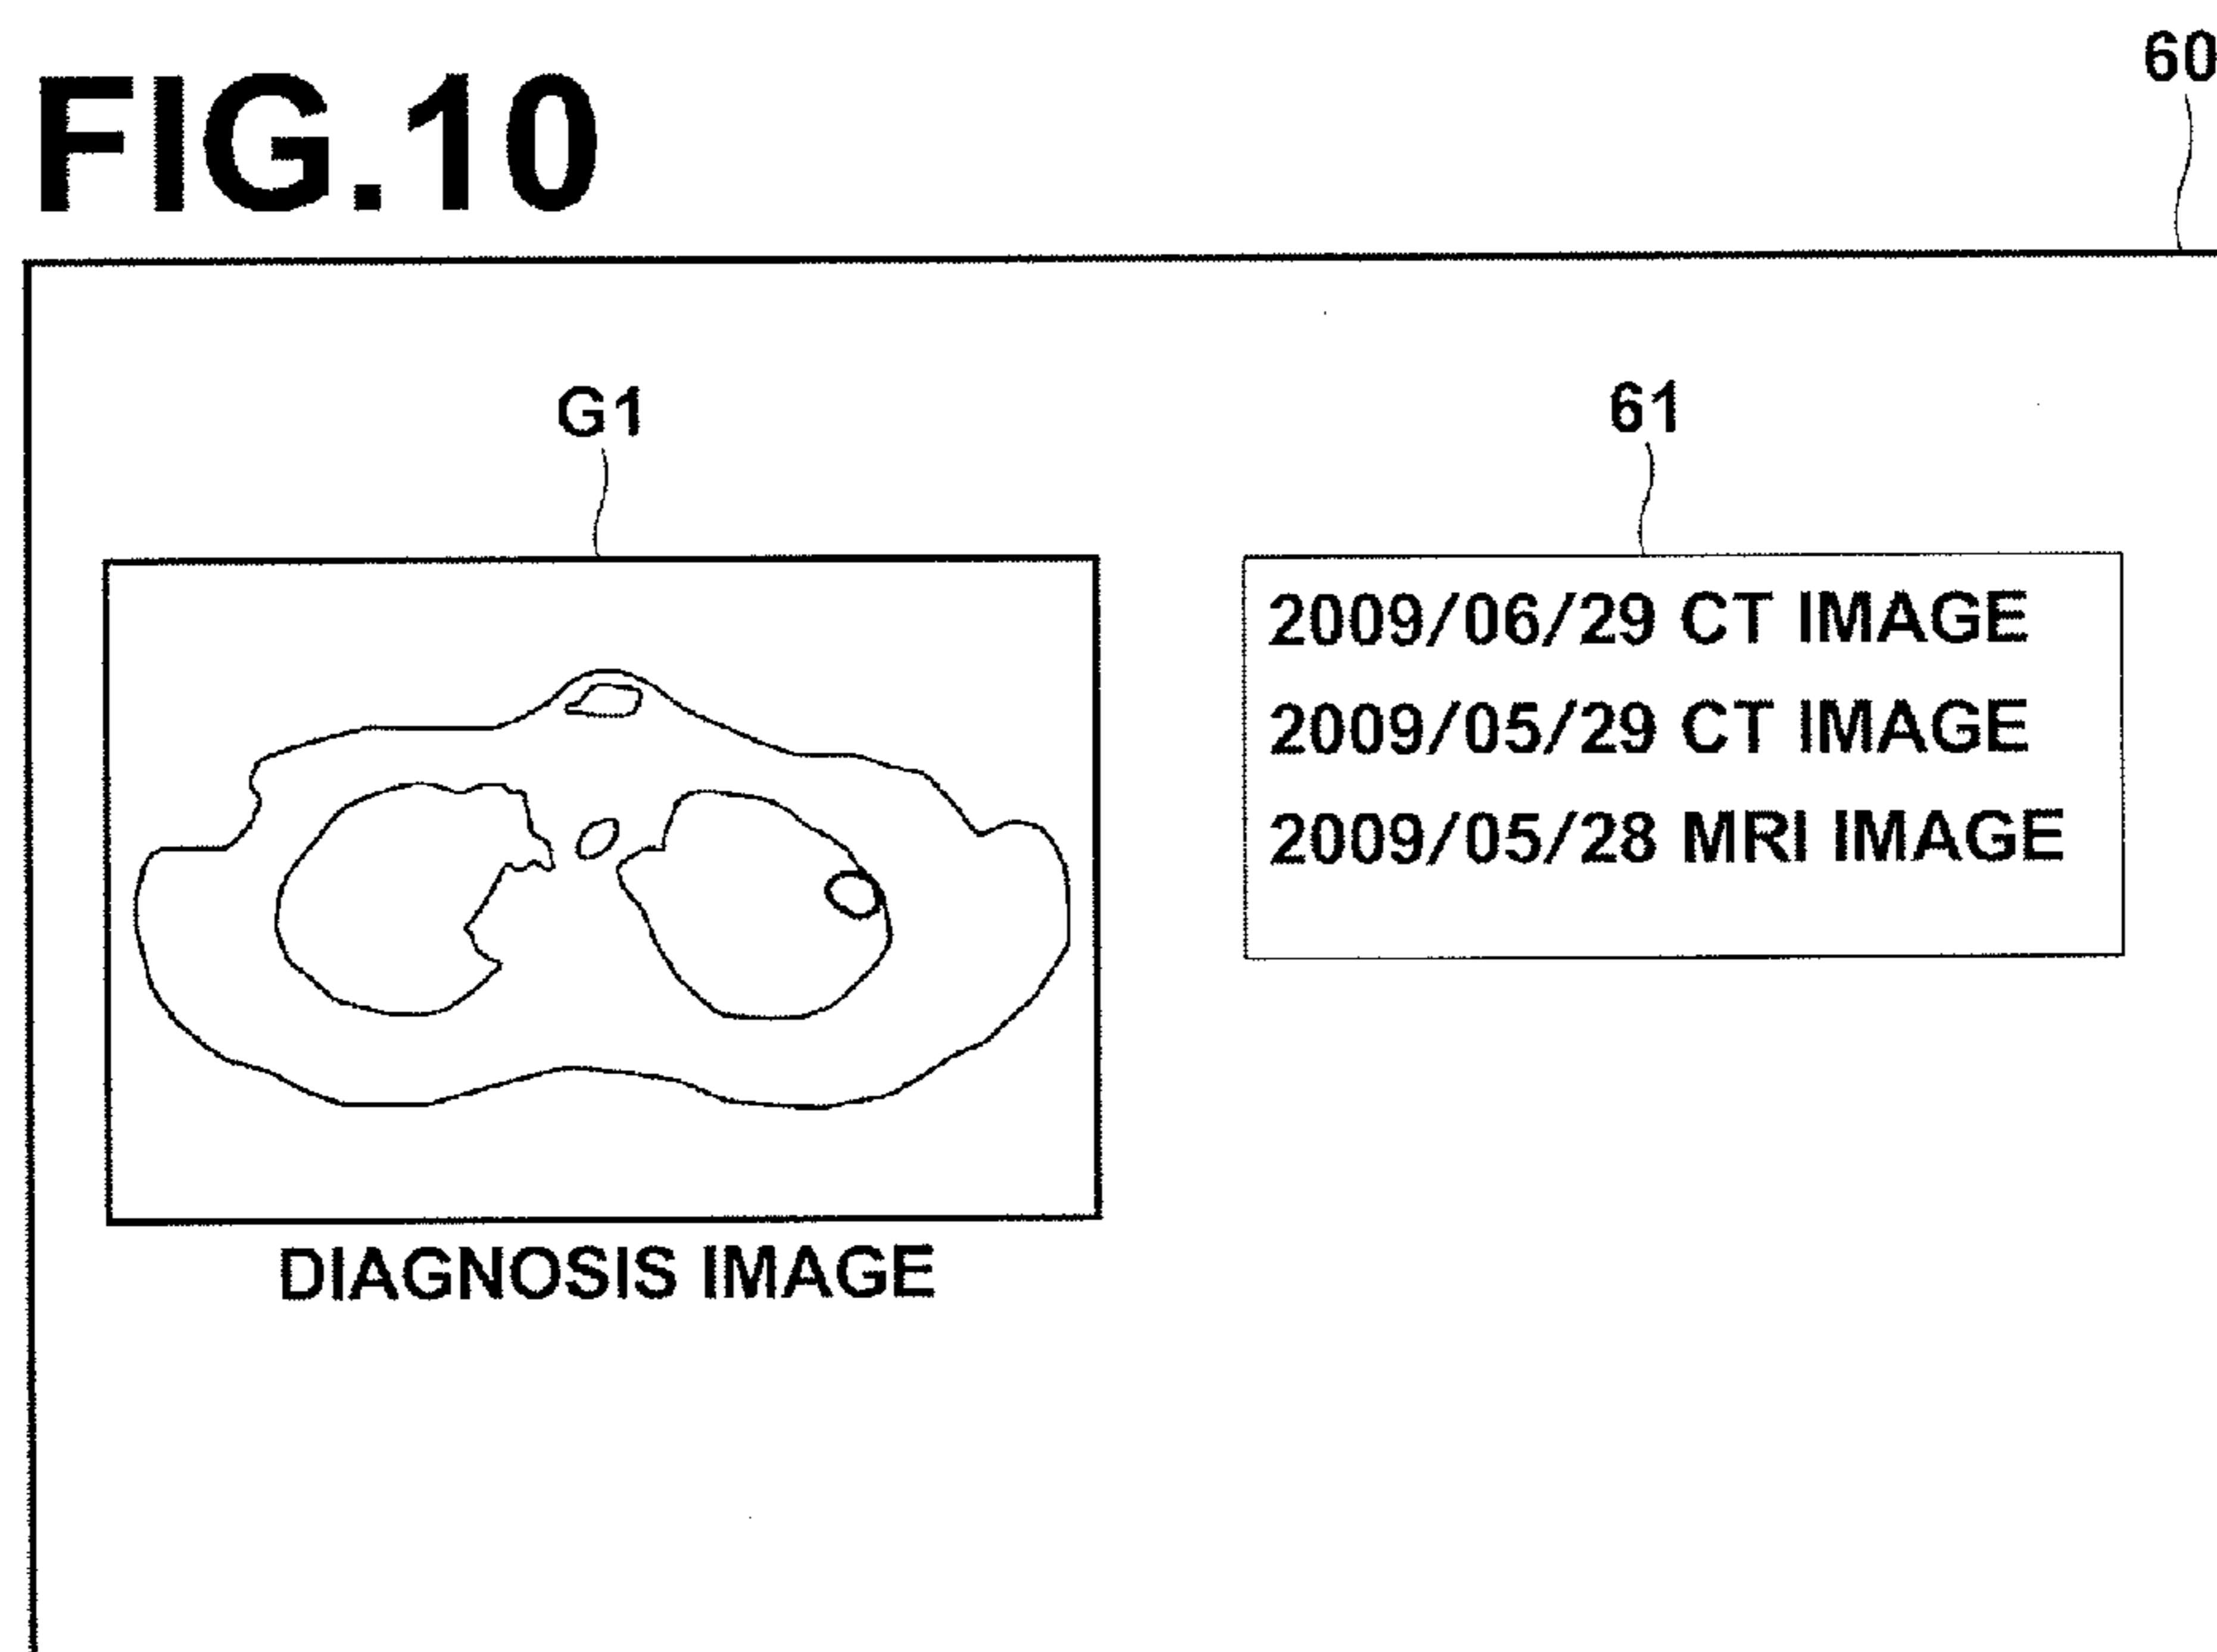 FIG.10
60
G1
61
2009/06/29 CT IMAGE
2009/05/29 CT IMAGE
2009/05/28 MRI IMAGE
DIAGNOSIS IMAGE